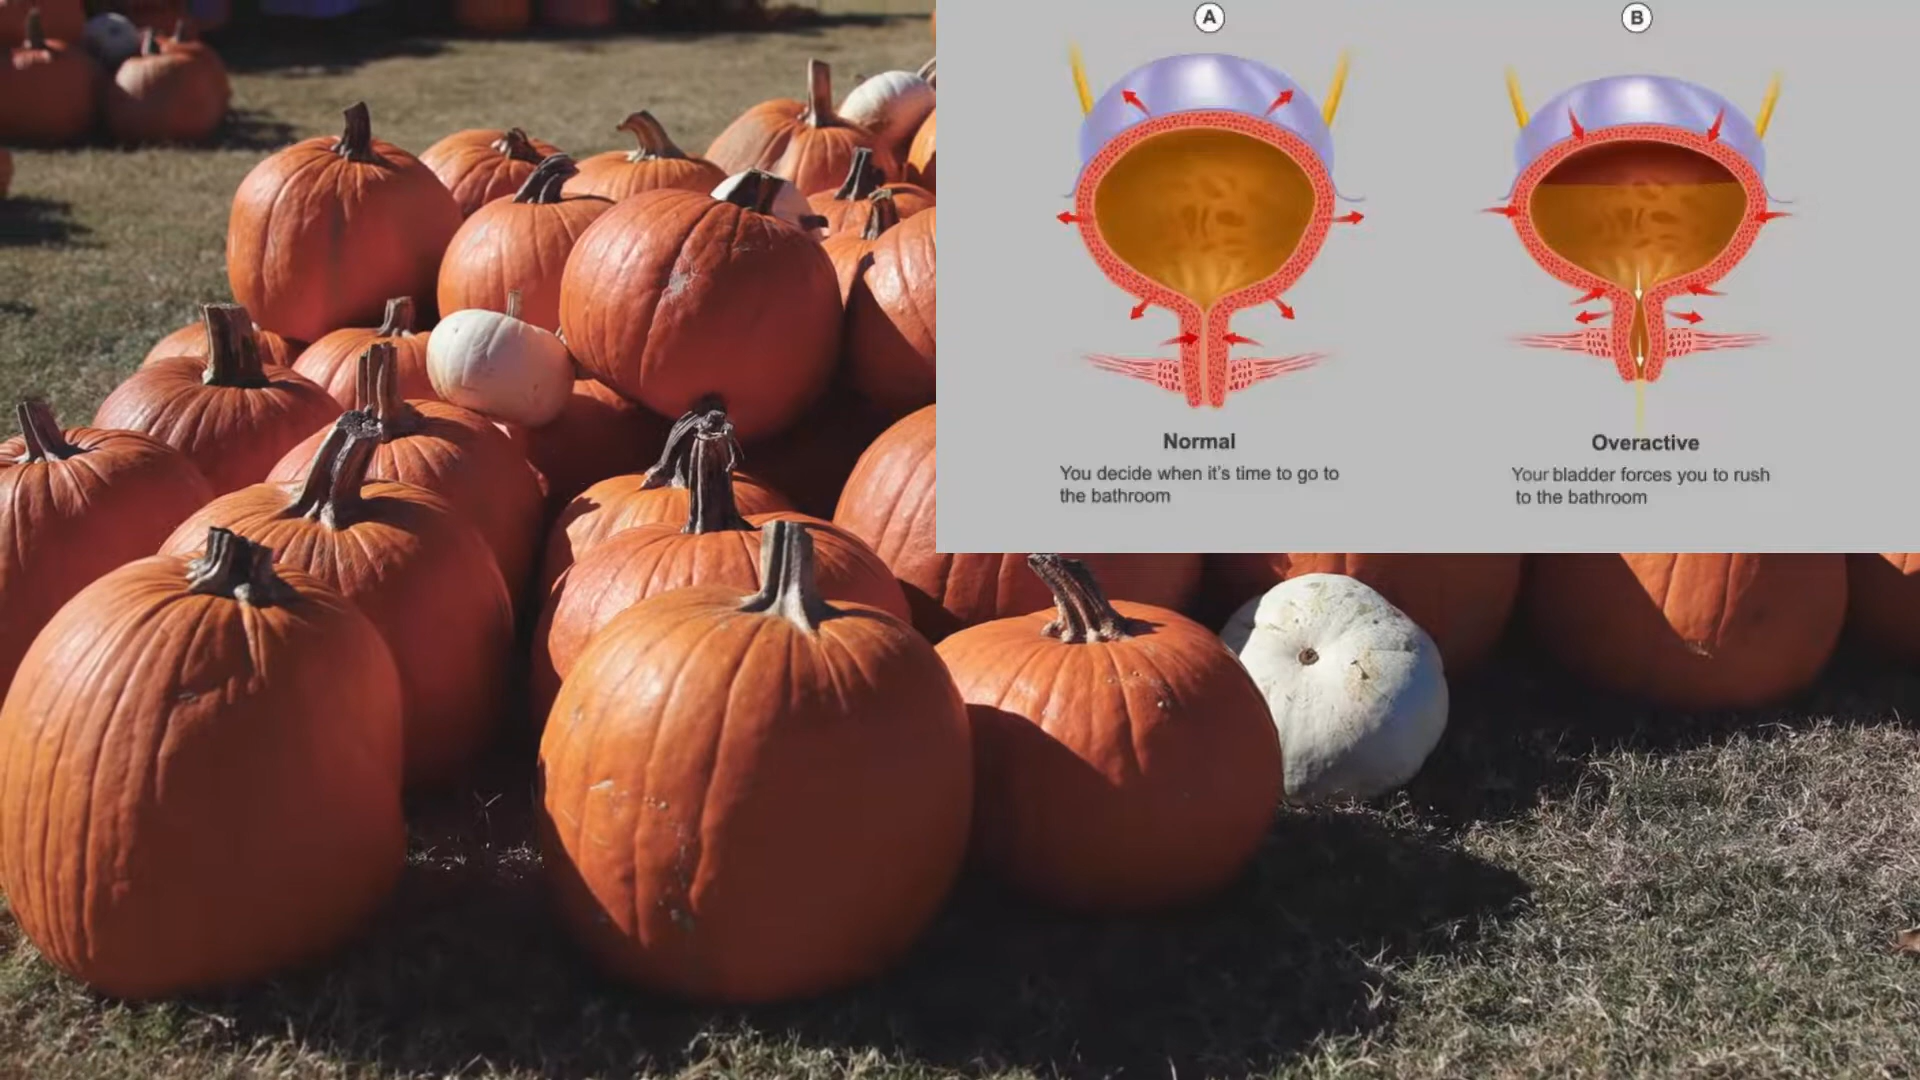 A
B
Normal
Overactive
You decide when it's time to go to
the bathroom
Your bladder forces you to rush
to the bathroom